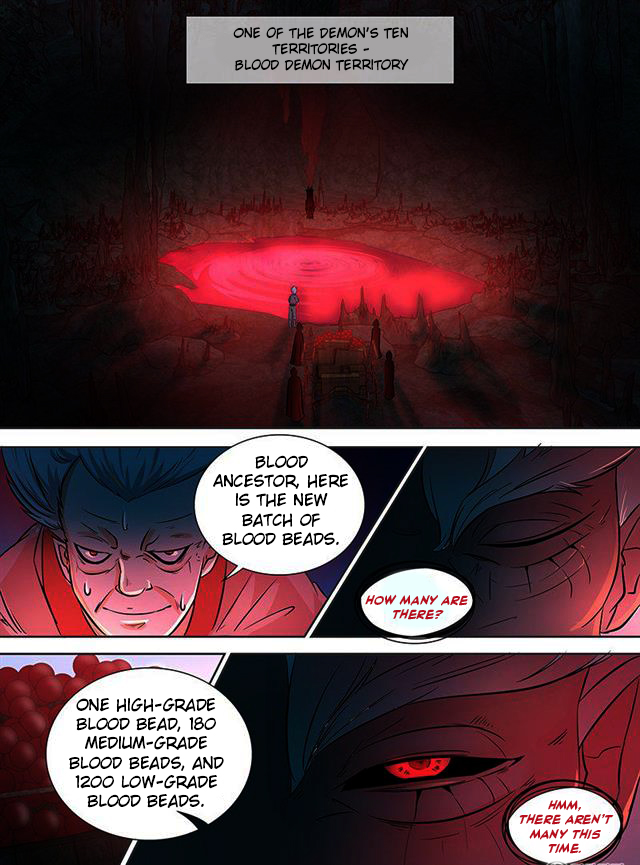 ONE OF THE DEMON'S TEN
TERRITORIES -
BLOOD DEMON TERRITORY
BLOOD
ANCESTOR, HERE
IS THE NEW
BATCH OF
BLOOD BEADS.
HOW MANY ARE
THERE?
ONE HIGH-GRADE
BLOOD BEAD, 180
MEDIUM-GRADE
BLOOD BEADS, AND
1200 LOW-GRADE
BLOOD BEADS.
HMM,
THERE AREN'T
MANY THIS
TIME.